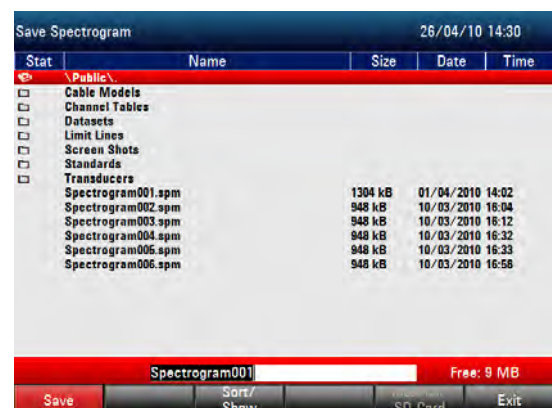 Save Spectrogram 26/04/10 14:30
Stat Name Size Date Time
\Public\.
Cable Models
Channel Tables
Datasets
Limit Lines
Screen Shots
Standards
Transducers
Spectrogram001.spm 1304 kB 01/04/2010 14:02
Spectrogram002.spm 948 kB 10/03/2010 16:04
Spectrogram003.spm 948 kB 10/03/2010 16:12
Spectrogram004.spm 948 kB 10/03/2010 16:32
Spectrogram005.spm 948 kB 10/03/2010 16:33
Spectrogram006.spm 948 kB 10/03/2010 16:58
Spectrogram001 Free: 9 MB
Save Sort/ Show SD Card Exit